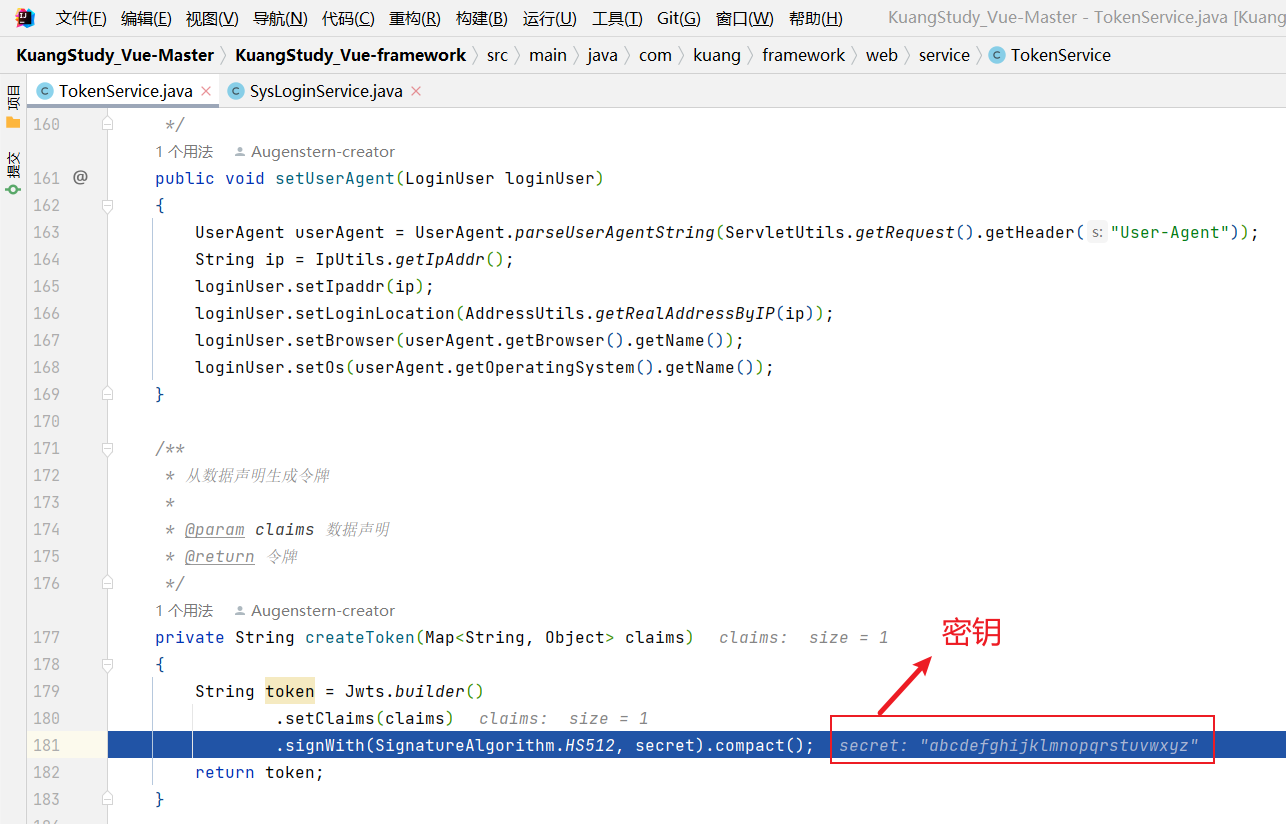 文件(F) 编辑(E) 视图(V) 导航(N) 代码(C) 重构(R) 构建(B) 运行(U) 工具(T) Git(G) 窗口(W) 帮助(H) KuangStudy_Vue-Master - TokenService.java [Kuang
KuangStudy_Vue-Master KuangStudy_Vue-framework src main java com kuang framework web service C TokenService
项目
提交
C TokenService.java × C SysLoginService.java ×
160 */
1 个用法 Augenstern-creator
161 @ public void setUserAgent(LoginUser loginUser)
162 {
163 UserAgent userAgent = UserAgent.parseUserAgentString(ServletUtils.getRequest().getHeader( s: "User-Agent"));
164 String ip = IpUtils.getIpAddr();
165 loginUser.setIpaddr(ip);
166 loginUser.setLoginLocation(AddressUtils.getRealAddressByIP(ip));
167 loginUser.setBrowser(userAgent.getBrowser().getName());
168 loginUser.setOs(userAgent.getOperatingSystem().getName());
169 }
170
171 /**
172 * 从数据声明生成令牌
173 *
174 * @param claims 数据声明
175 * @return 令牌
176 */
1 个用法 Augenstern-creator
密钥
177 private String createToken(Map<String, Object> claims) claims: size = 1
178 {
179 String token = Jwts.builder()
180 .setClaims(claims) claims: size = 1
181 .signWith(SignatureAlgorithm.HS512, secret).compact(); secret: "abcdefghijklmnopqrstuvwxyz"
182 return token;
183 }